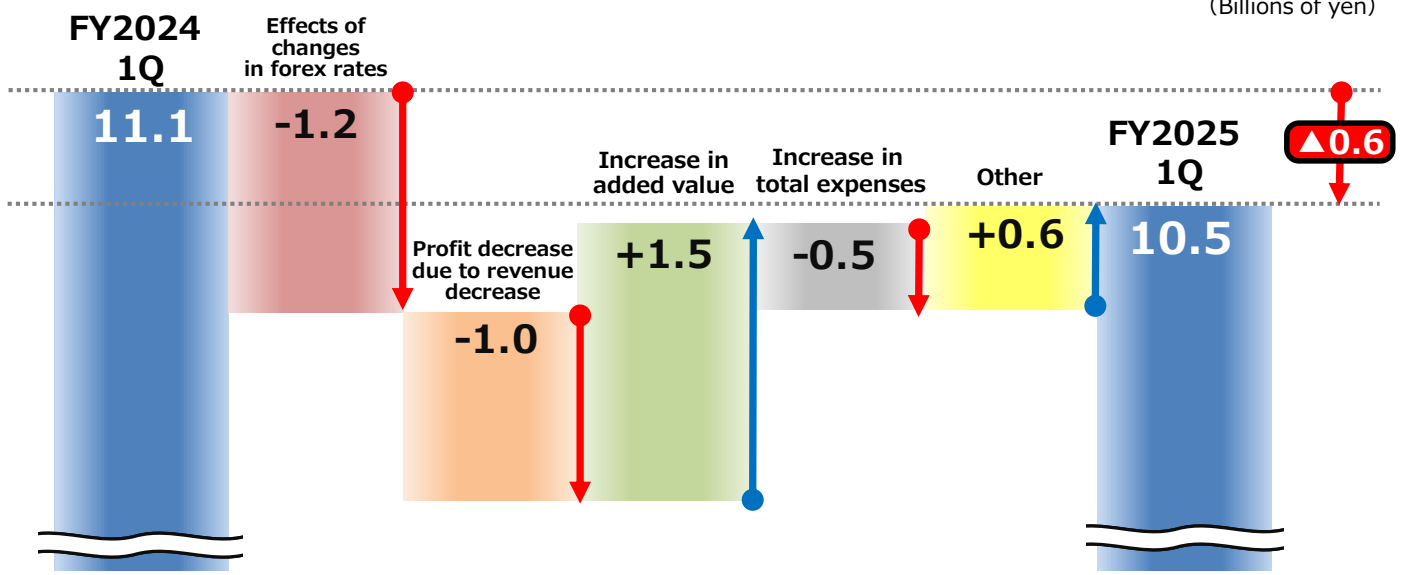 （Billions of yen）
FY2024
1Q
11.1
Effects of
changes
in forex rates
-1.2
Profit decrease
due to revenue
decrease
-1.0
Increase in
added value
+1.5
Increase in
total expenses
-0.5
Other
+0.6
FY2025
1Q
10.5
▲0.6